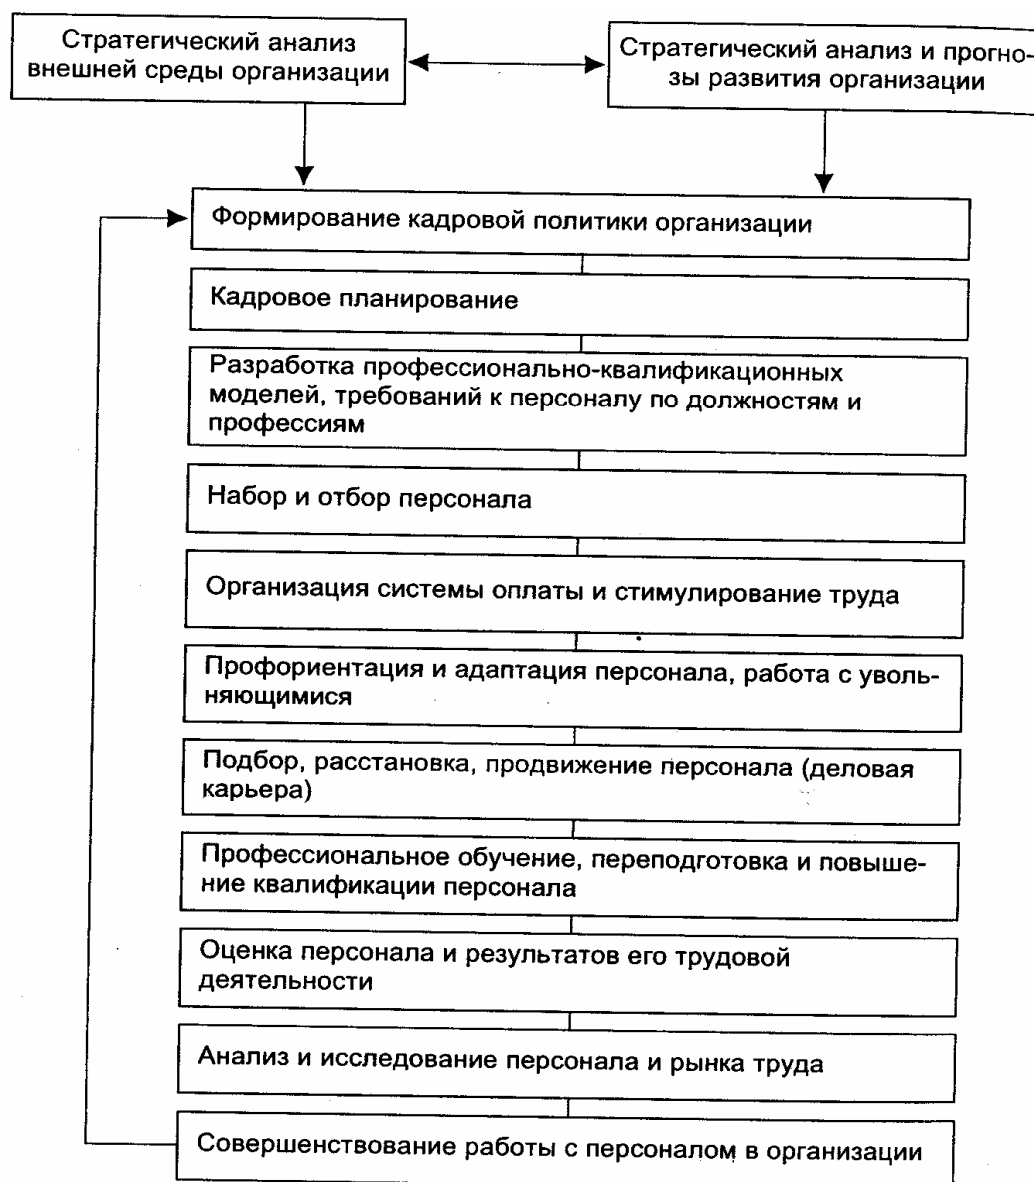 Стратегический анализ
внешней среды организации
Стратегический анализ и прогно-
зы развития организации
Формирование кадровой политики организации
Кадровое планирование
Разработка профессионально-квалификационных
моделей, требований к персоналу по должностям и
профессиям
Набор и отбор персонала
Организация системы оплаты и стимулирование труда
Профориентация и адаптация персонала, работа с уволь-
няющимися
Подбор, расстановка, продвижение персонала (деловая
карьера)
Профессиональное обучение, переподготовка и повыше-
ние квалификации персонала
Оценка персонала и результатов его трудовой
деятельности
Анализ и исследование персонала и рынка труда
Совершенствование работы с персоналом в организации